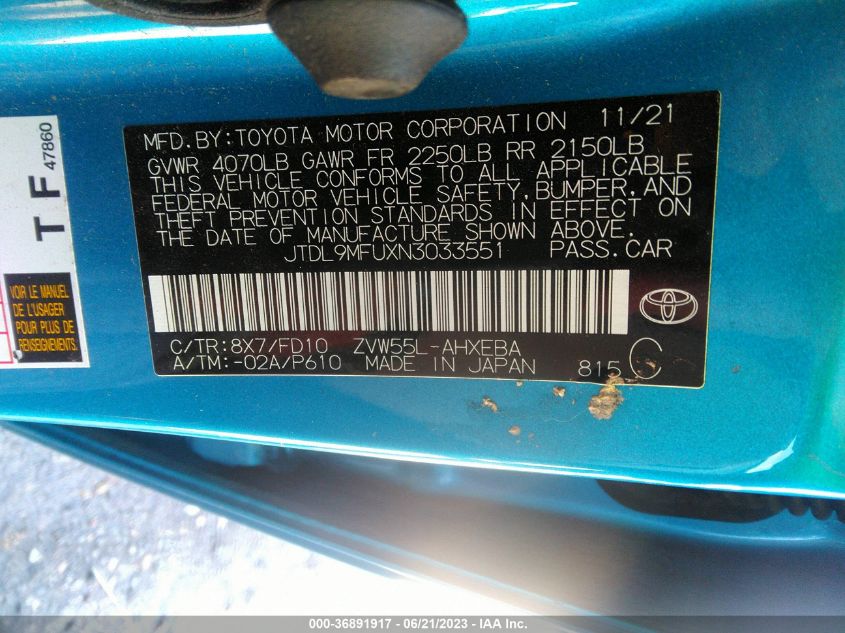 MFD.BY:TOYOTA MOTOR CORPORATION 11/21
GVWR 4070LB GAWR FR 2250LB RR 2150LB
THIS VEHICLE CONFORMS TO ALL APPLICABLE
FEDERAL MOTOR VEHICLE SAFETY,BUMPER,AND
THEFT PREVENTION STANDARDS IN EFFECT ON
THE DATE OF MANUFACTURE SHOWN ABOVE.
JTDL9MFUXN3033551 PASS.CAR
C/TR:8X7/FD10 ZVW55L-AHXEBA
A/TM:-02A/P610 MADE IN JAPAN 815 C
T F
47860
VOIR LE MANUEL
DE L'USAGER
POUR PLUS DE
RENSEIGNEMENTS
000-36891917 - 06/21/2023 - IAA Inc.